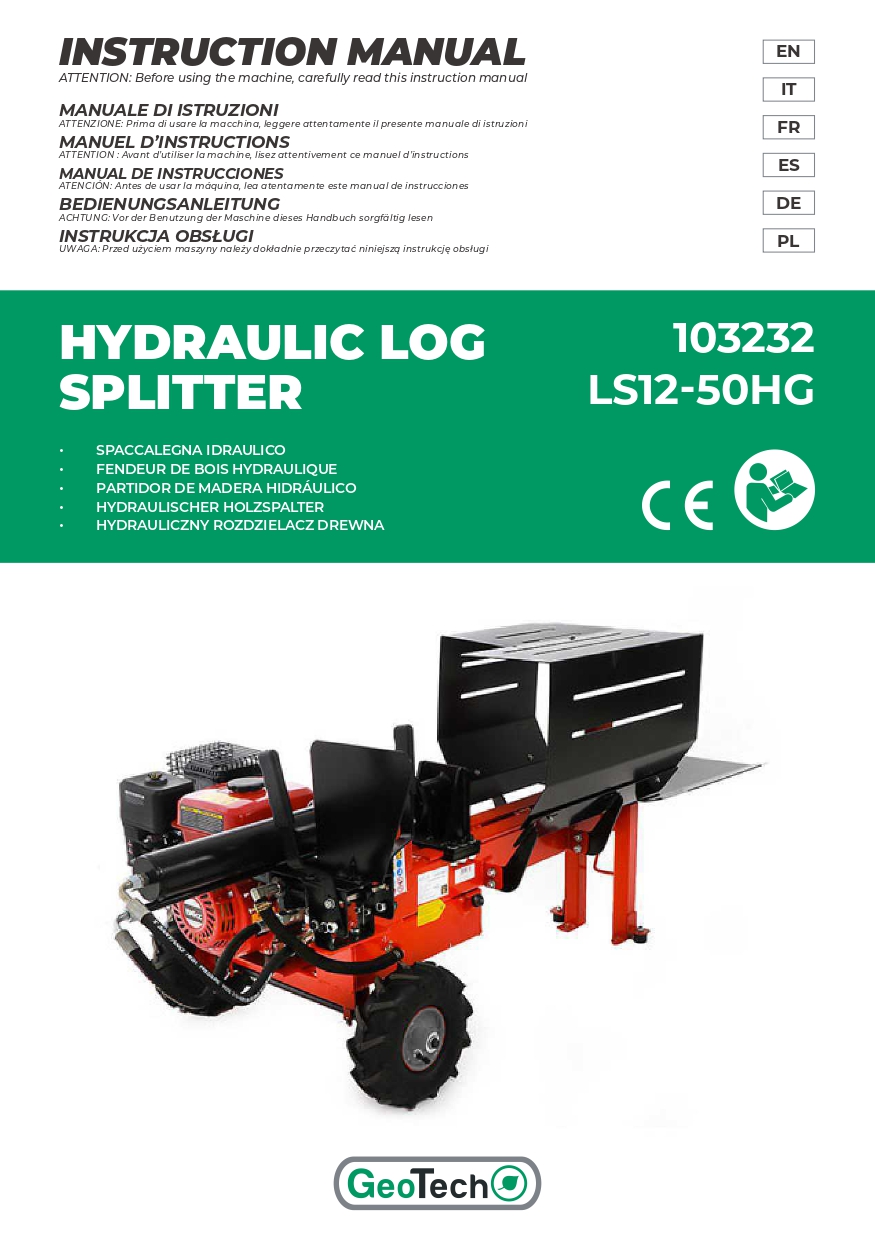 INSTRUCTION MANUAL
ATTENTION: Before using the machine, carefully read this instruction manual
MANUALE DI ISTRUZIONI
ATTENZIONE: Prima di usare la macchina, leggere attentamente il presente manuale di istruzioni
MANUEL D’INSTRUCTIONS
ATTENTION : Avant d’utiliser la machine, lisez attentivement ce manuel d’instructions
MANUAL DE INSTRUCCIONES
ATENCIÓN: Antes de usar la máquina, lea atentamente este manual de instrucciones
BEDIENUNGSANLEITUNG
ACHTUNG: Vor der Benutzung der Maschine dieses Handbuch sorgfältig lesen
INSTRUKCJA OBSŁUGI
UWAGA: Przed użyciem maszyny należy dokładnie przeczytać niniejszą instrukcję obsługi
EN
IT
FR
ES
DE
PL
HYDRAULIC LOG
SPLITTER
103232
LS12-50HG
• SPACCALEGNA IDRAULICO
• FENDEUR DE BOIS HYDRAULIQUE
• PARTIDOR DE MADERA HIDRÁULICO
• HYDRAULISCHER HOLZSPALTER
• HYDRAULICZNY ROZDZIELACZ DREWNA
CE
196cc
GeoTech